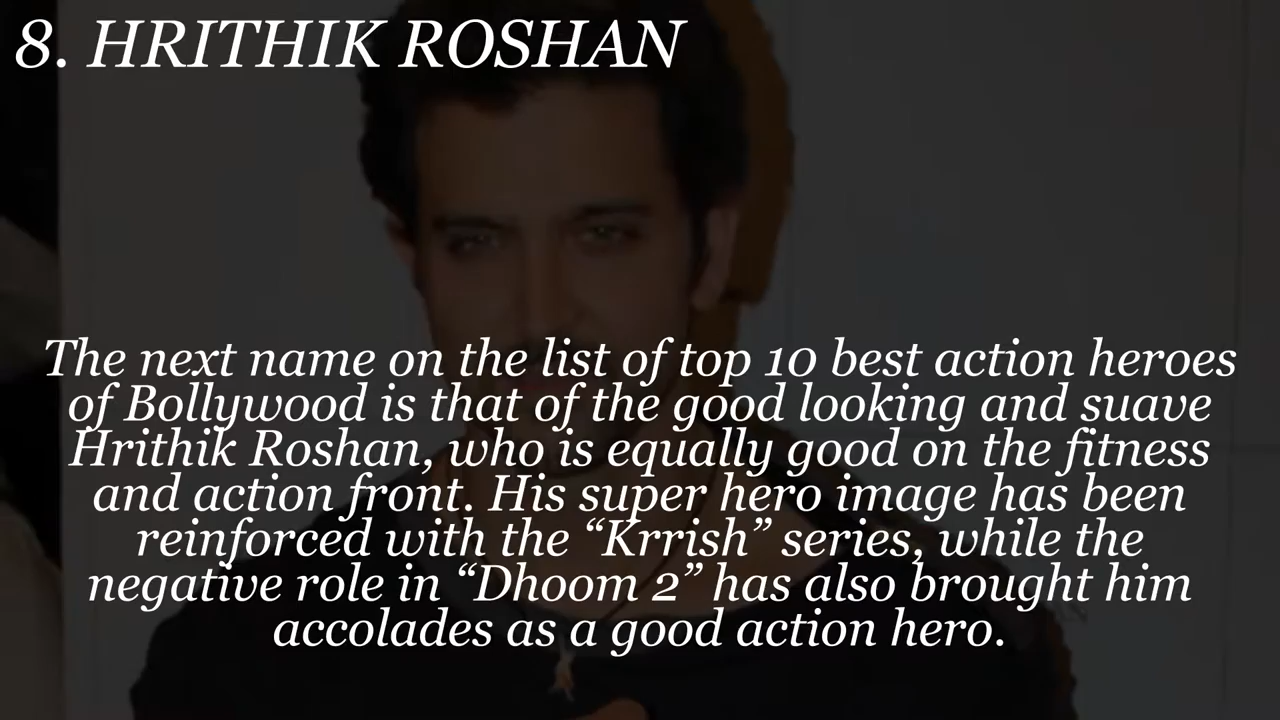 8. HRITHIK ROSHAN
The next name on the list of top 10 best action heroes
of Bollywood is that of the good looking and suave
Hrithik Roshan, who is equally good on the fitness
and action front. His super hero image has been
reinforced with the “Krrish” series, while the
negative role in “Dhoom 2” has also brought him
accolades as a good action hero.